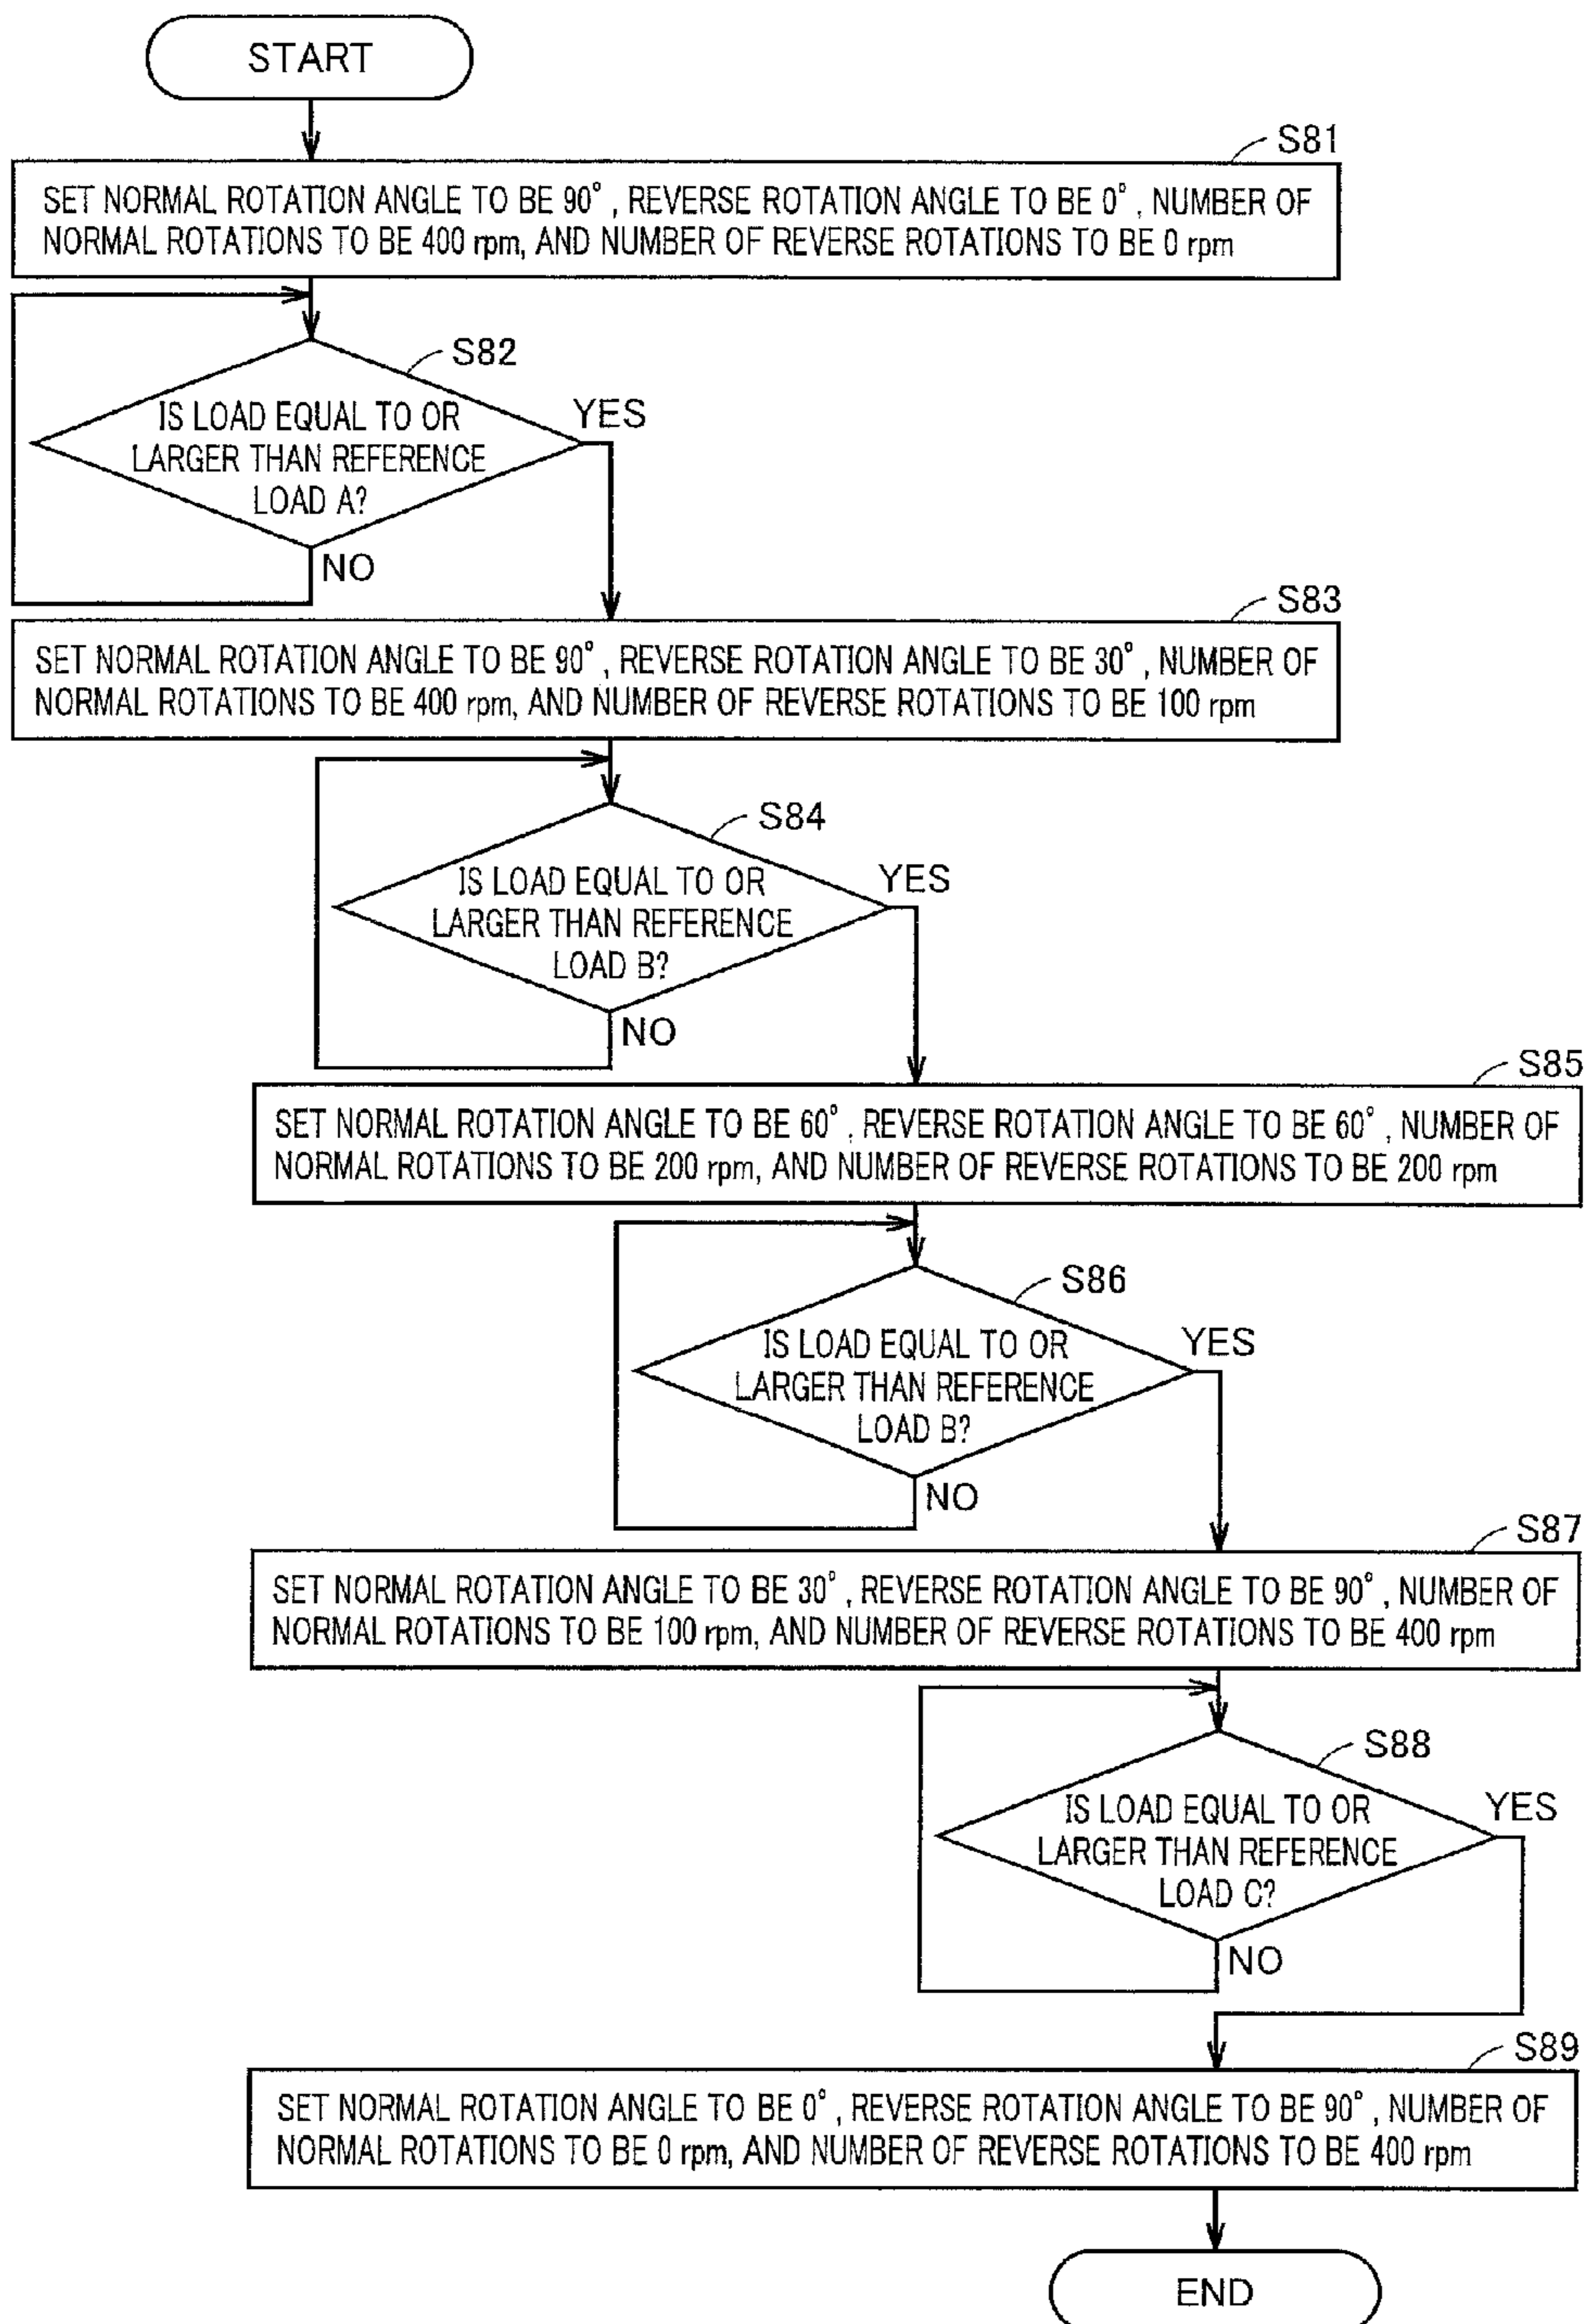 START
S81
SET NORMAL ROTATION ANGLE TO BE 90°, REVERSE ROTATION ANGLE TO BE 0°, NUMBER OF
NORMAL ROTATIONS TO BE 400 rpm, AND NUMBER OF REVERSE ROTATIONS TO BE 0 rpm
S82
IS LOAD EQUAL TO OR
LARGER THAN REFERENCE
LOAD A?
YES
NO
S83
SET NORMAL ROTATION ANGLE TO BE 90°, REVERSE ROTATION ANGLE TO BE 30°, NUMBER OF
NORMAL ROTATIONS TO BE 400 rpm, AND NUMBER OF REVERSE ROTATIONS TO BE 100 rpm
S84
IS LOAD EQUAL TO OR
LARGER THAN REFERENCE
LOAD B?
YES
NO
S85
SET NORMAL ROTATION ANGLE TO BE 60°, REVERSE ROTATION ANGLE TO BE 60°, NUMBER OF
NORMAL ROTATIONS TO BE 200 rpm, AND NUMBER OF REVERSE ROTATIONS TO BE 200 rpm
S86
IS LOAD EQUAL TO OR
LARGER THAN REFERENCE
LOAD B?
YES
NO
S87
SET NORMAL ROTATION ANGLE TO BE 30°, REVERSE ROTATION ANGLE TO BE 90°, NUMBER OF
NORMAL ROTATIONS TO BE 100 rpm, AND NUMBER OF REVERSE ROTATIONS TO BE 400 rpm
S88
IS LOAD EQUAL TO OR
LARGER THAN REFERENCE
LOAD C?
YES
NO
S89
SET NORMAL ROTATION ANGLE TO BE 0°, REVERSE ROTATION ANGLE TO BE 90°, NUMBER OF
NORMAL ROTATIONS TO BE 0 rpm, AND NUMBER OF REVERSE ROTATIONS TO BE 400 rpm
END